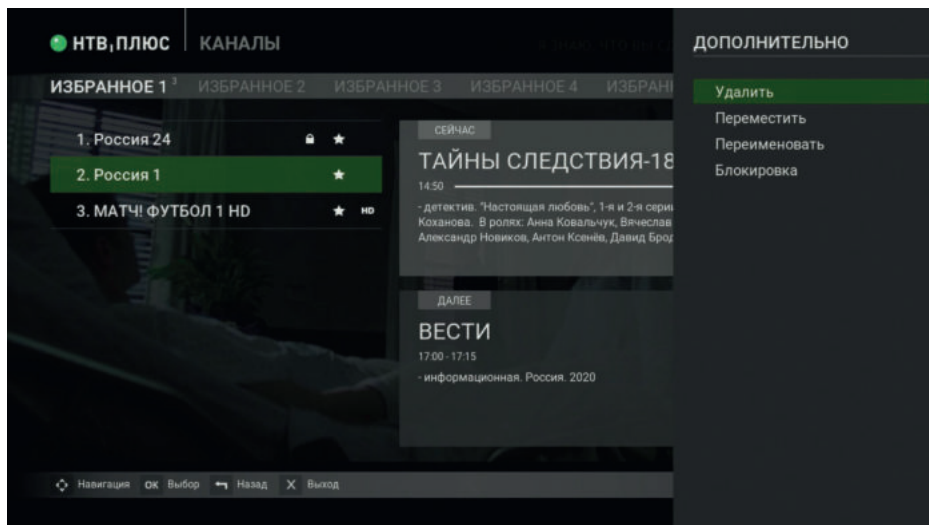 НТВ ПЛЮС КАНАЛЫ
ИЗБРАННОЕ 1 3 ИЗБРАННОЕ 2 ИЗБРАННОЕ 3 ИЗБРАННОЕ 4 ИЗБРАНН
1. Россия 24
2. Россия 1
3. МАТЧ! ФУТБОЛ 1 HD HD
СЕЙЧАС
ТАЙНЫ СЛЕДСТВИЯ-18
14:50
- детектив. "Настоящая любовь", 1-я и 2-я серии
Коханова. В ролях: Анна Ковальчук, Вячеслав
Александр Новиков, Антон Ксенёв, Давид Брод
ДАЛЕЕ
ВЕСТИ
17:00 - 17:15
- информационная. Россия. 2020
ДОПОЛНИТЕЛЬНО
Удалить
Переместить
Переименовать
Блокировка
Навигация OK Выбор Назад X Выход